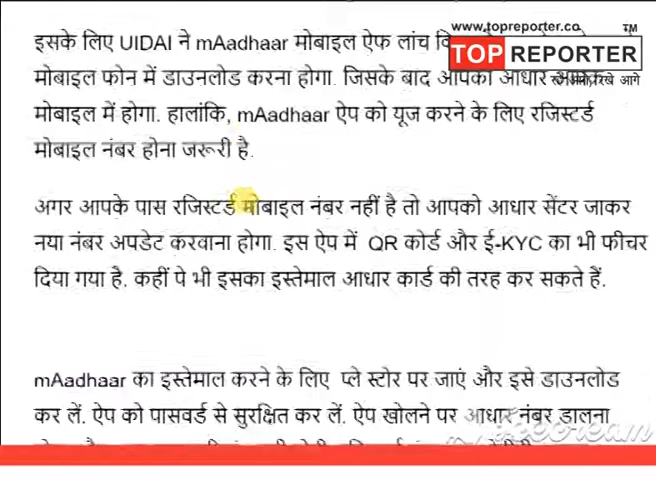 www.topreporter.co
TM
TOP REPORTER
इसके लिए UIDAI ने mAadhaar मोबाइल ऐफ लांच
मोबाइल फोन में डाउनलोड करना होगा. जिसके बाद आपका आधार आपके
मोबाइल में होगा. हालांकि, mAadhaar ऐप को यूज करने के लिए रजिस्टर्ड
मोबाइल नंबर होना जरूरी है.
अगर आपके पास रजिस्टर्ड मोबाइल नंबर नहीं है तो आपको आधार सेंटर जाकर
नया नंबर अपडेट करवाना होगा. इस ऐप में QR कोर्ड और ई-KYC का भी फीचर
दिया गया है. कहीं पे भी इसका इस्तेमाल आधार कार्ड की तरह कर सकते हैं.
mAadhaar का इस्तेमाल करने के लिए प्ले स्टोर पर जाएं और इसे डाउनलोड
कर लें. ऐप को पासवर्ड से सुरक्षित कर लें. ऐप खोलने पर आधार नंबर डालना